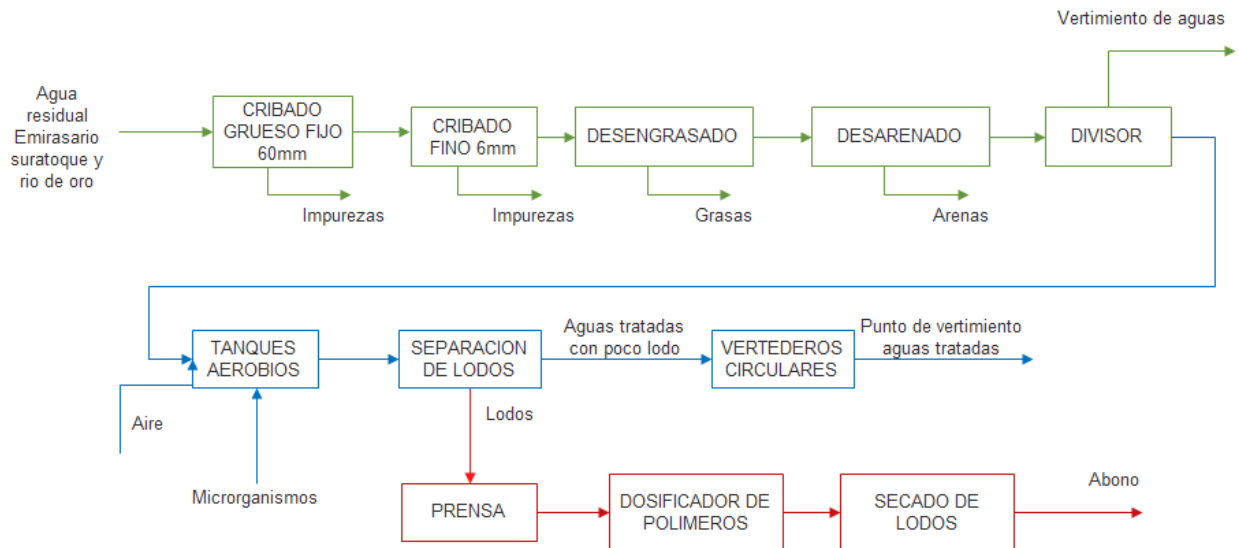 Vertimiento de aguas
Agua
residual
Emirasario
suratoque y
rio de oro
CRIBADO
GRUESO FIJO
60mm
CRIBADO
FINO 6mm
DESENGRASADO
DESARENADO
DIVISOR
Impurezas
Impurezas
Grasas
Arenas
TANQUES
AEROBIOS
SEPARACION
DE LODOS
Aguas tratadas
con poco lodo
VERTEDEROS
CIRCULARES
Punto de vertimiento
aguas tratadas
Aire
Microrganismos
Lodos
PRENSA
DOSIFICADOR DE
POLIMEROS
SECADO DE
LODOS
Abono